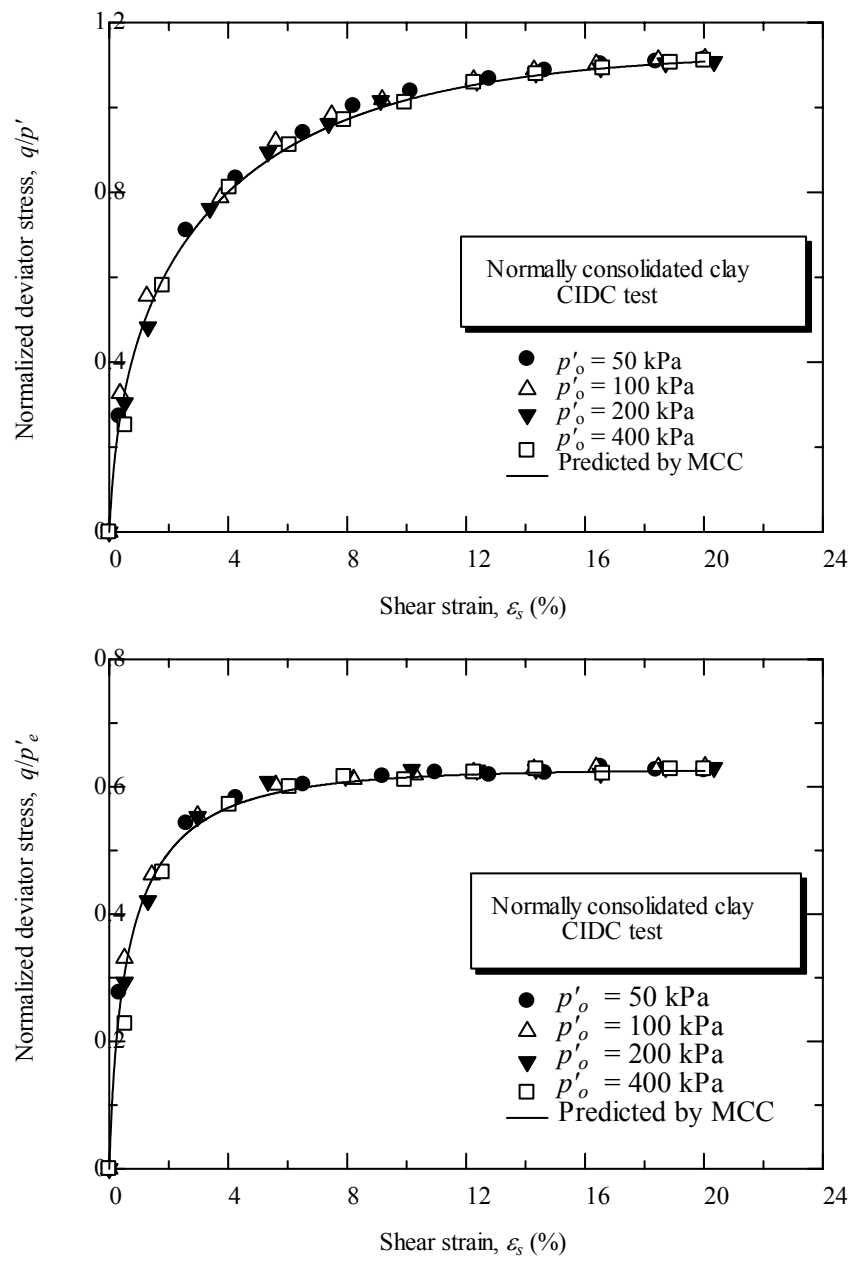 1.2
0.8
0.4
0
Normalized deviator stress, q/p'
Normally consolidated clay
CIDC test
p'o = 50 kPa
p'o = 100 kPa
p'o = 200 kPa
p'o = 400 kPa
Predicted by MCC
0 4 8 12 16 20 24
Shear strain, εs (%)
0.8
0.6
0.4
0.2
0
Normalized deviator stress, q/p'e
Normally consolidated clay
CIDC test
p'o = 50 kPa
p'o = 100 kPa
p'o = 200 kPa
p'o = 400 kPa
Predicted by MCC
0 4 8 12 16 20 24
Shear strain, εs (%)